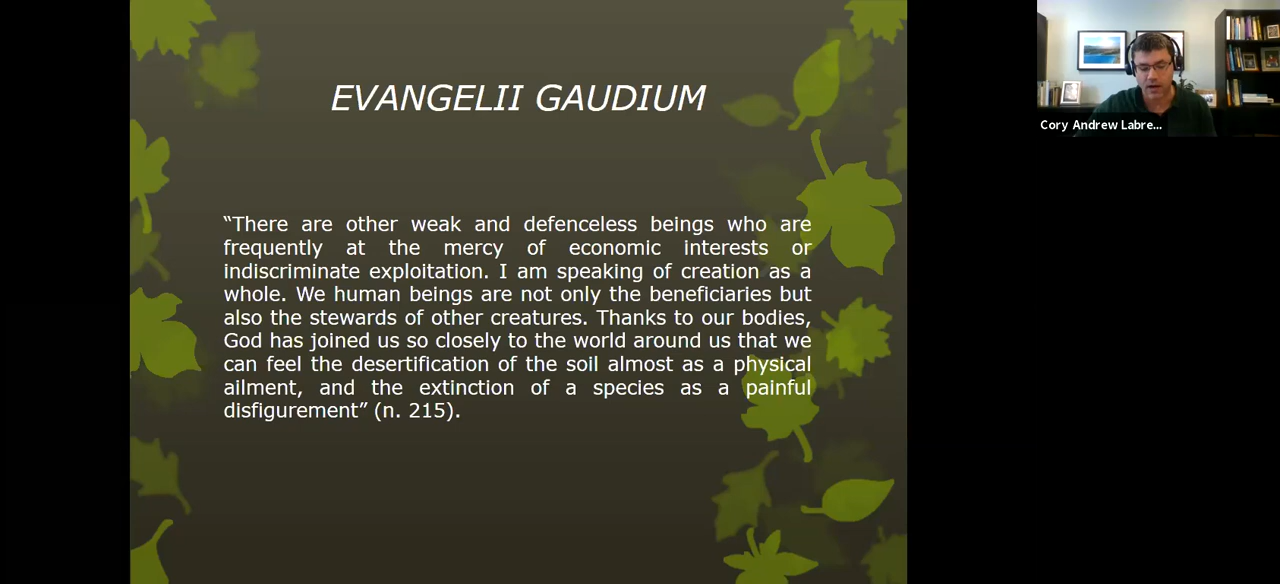 EVANGELII GAUDIUM
“There are other weak and defenceless beings who are
frequently at the mercy of economic interests or
indiscriminate exploitation. I am speaking of creation as a
whole. We human beings are not only the beneficiaries but
also the stewards of other creatures. Thanks to our bodies,
God has joined us so closely to the world around us that we
can feel the desertification of the soil almost as a physical
ailment, and the extinction of a species as a painful
disfigurement” (n. 215).
Cory Andrew Labre...